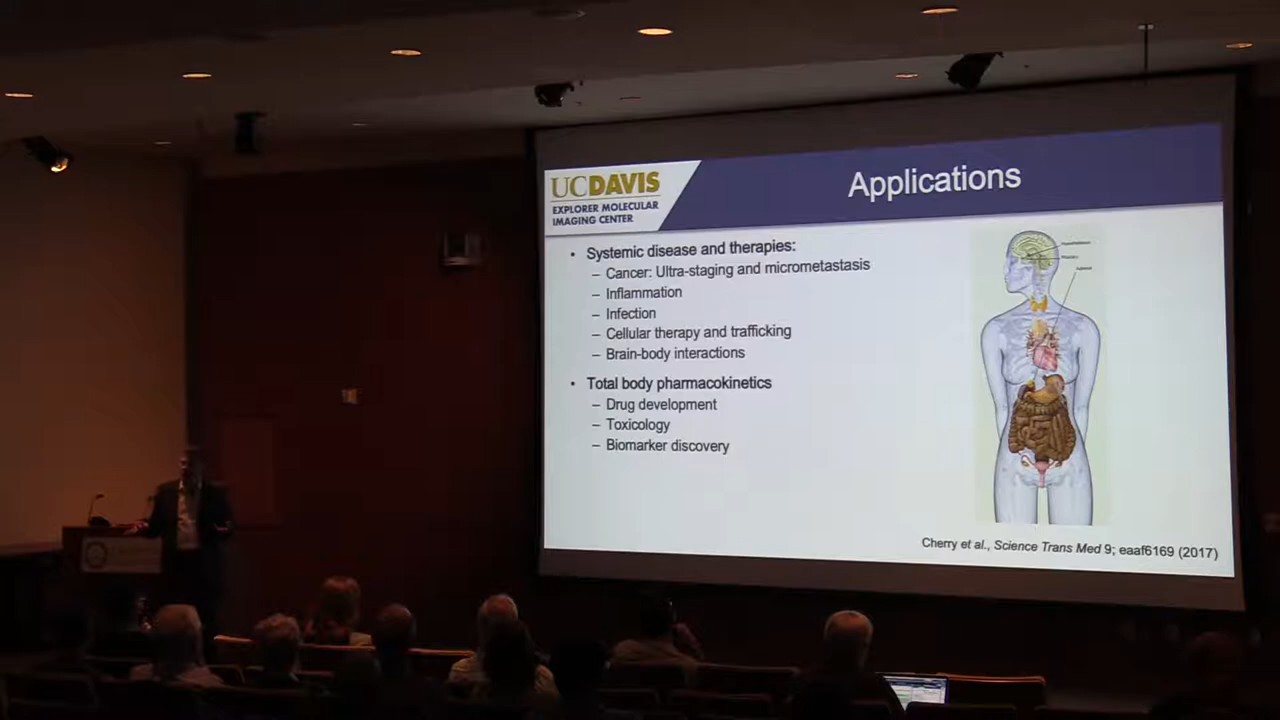 UCDAVIS
EXPLORER MOLECULAR
IMAGING CENTER
Applications
• Systemic disease and therapies:
– Cancer: Ultra-staging and micrometastasis
– Inflammation
– Infection
– Cellular therapy and trafficking
– Brain-body interactions
• Total body pharmacokinetics
– Drug development
– Toxicology
– Biomarker discovery
Cherry et al., Science Trans Med 9; eaaf6169 (2017)